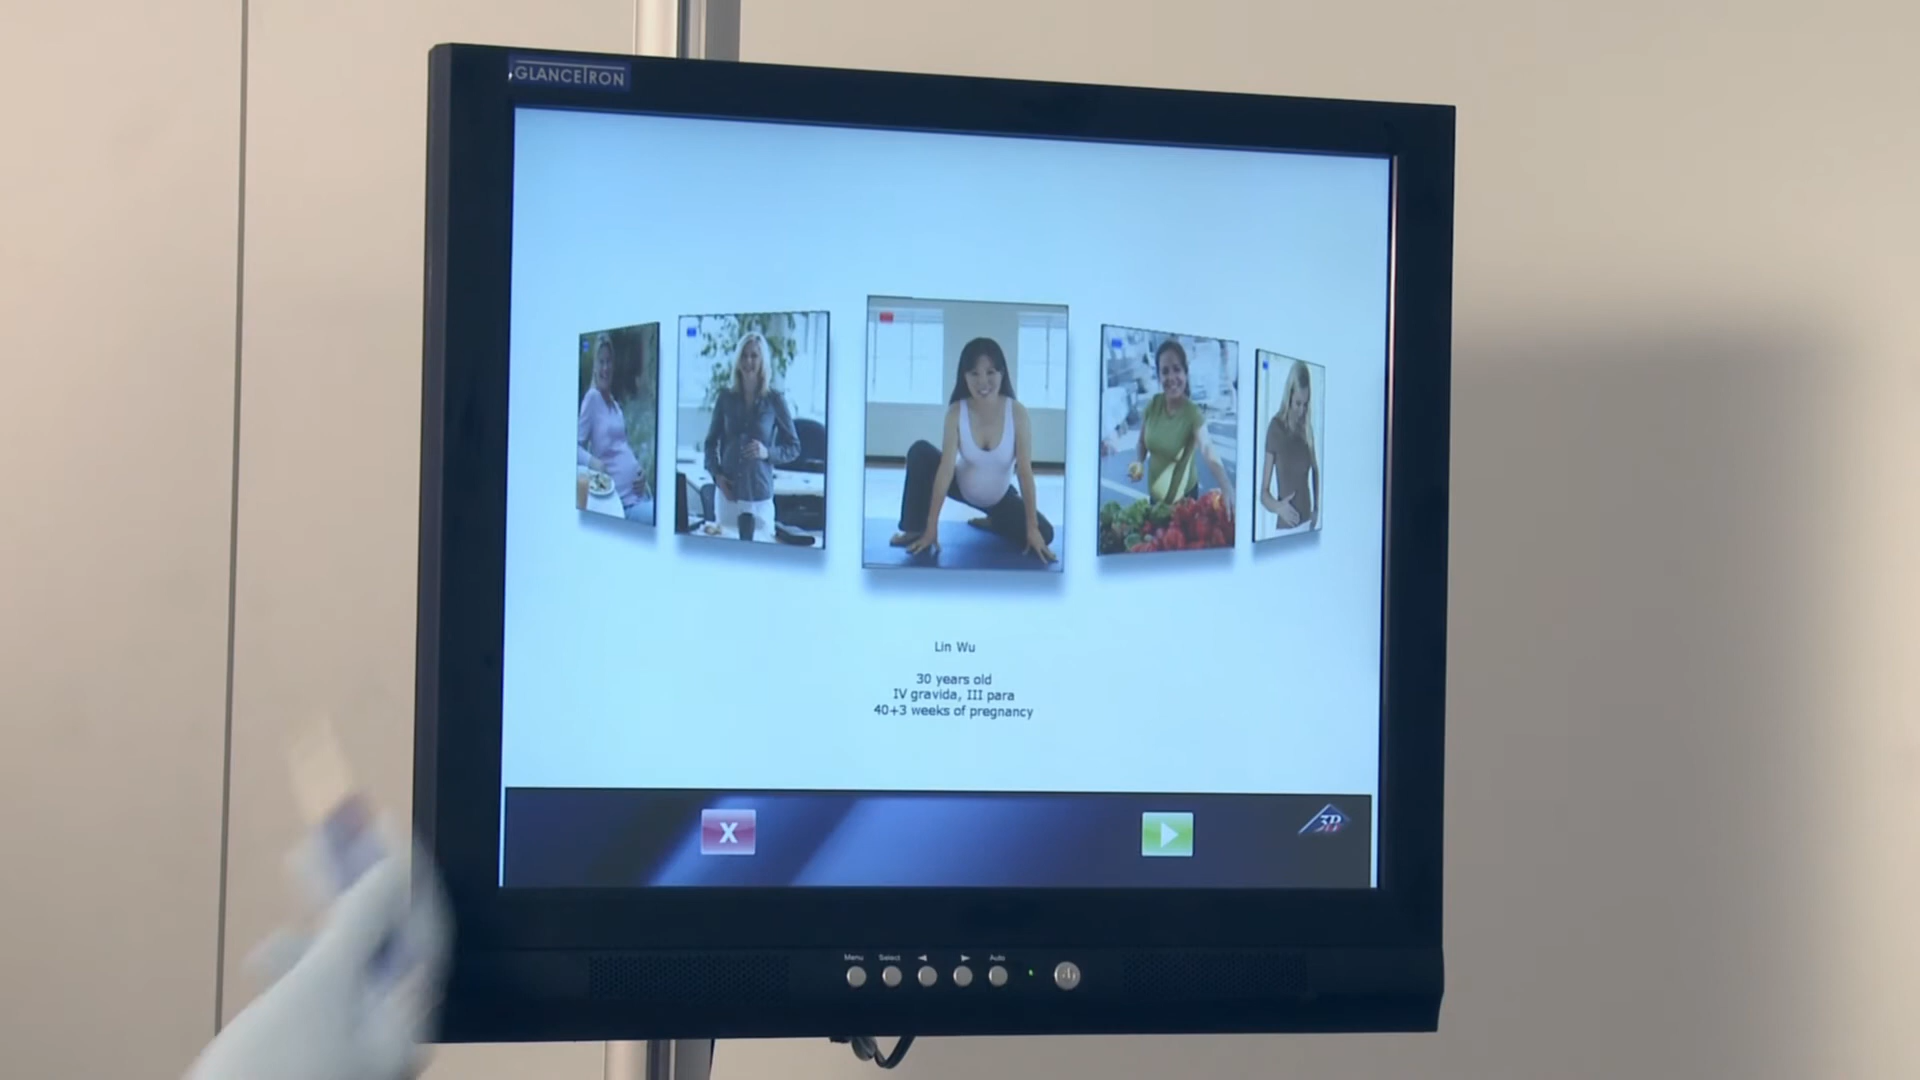 GLANCETRON
Lin Wu
30 years old
IV gravida, III para
40+3 weeks of pregnancy
X
3B
Menu Select Auto